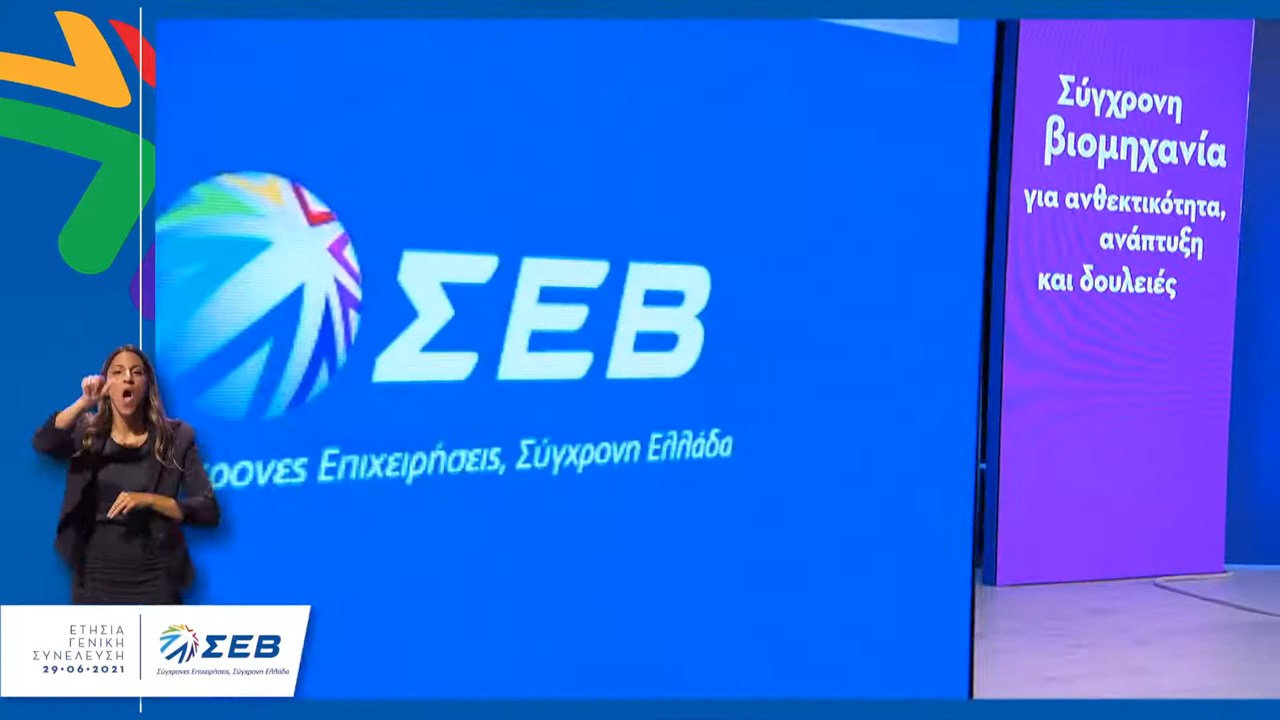 ΣΕΒ
Επιχειρήσεις, Σύγχρονη Ελλάδα
Σύγχρονη
βιομηχανία
για ανθεκτικότητα,
ανάπτυξη
και δουλειές
ΕΤΗΣΙΑ
ΓΕΝΙΚΗ
ΣΥΝΕΛΕΥΣΗ
29•06•2021
ΣΕΒ
Σύγχρονες Επιχειρήσεις, Σύγχρονη Ελλάδα